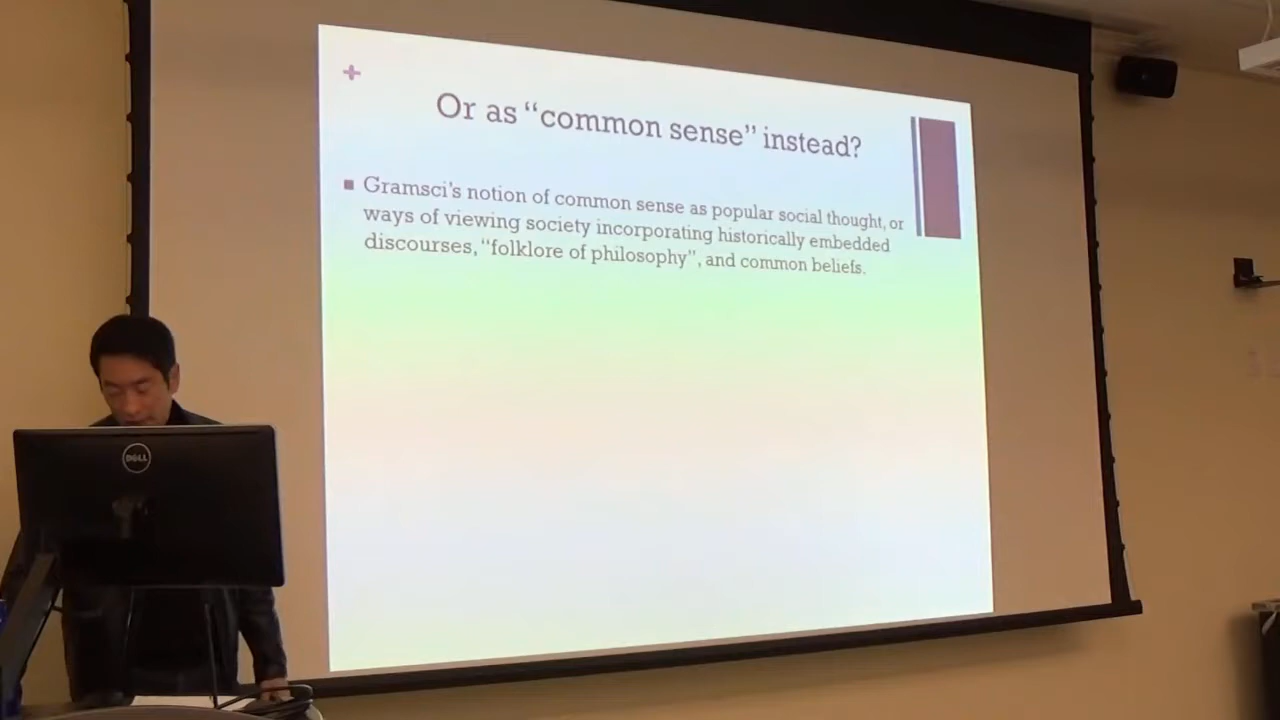 Or as “common sense” instead?
Gramsci’s notion of common sense as popular social thought, or
ways of viewing society incorporating historically embedded
discourses, “folklore of philosophy”, and common beliefs.
DELL